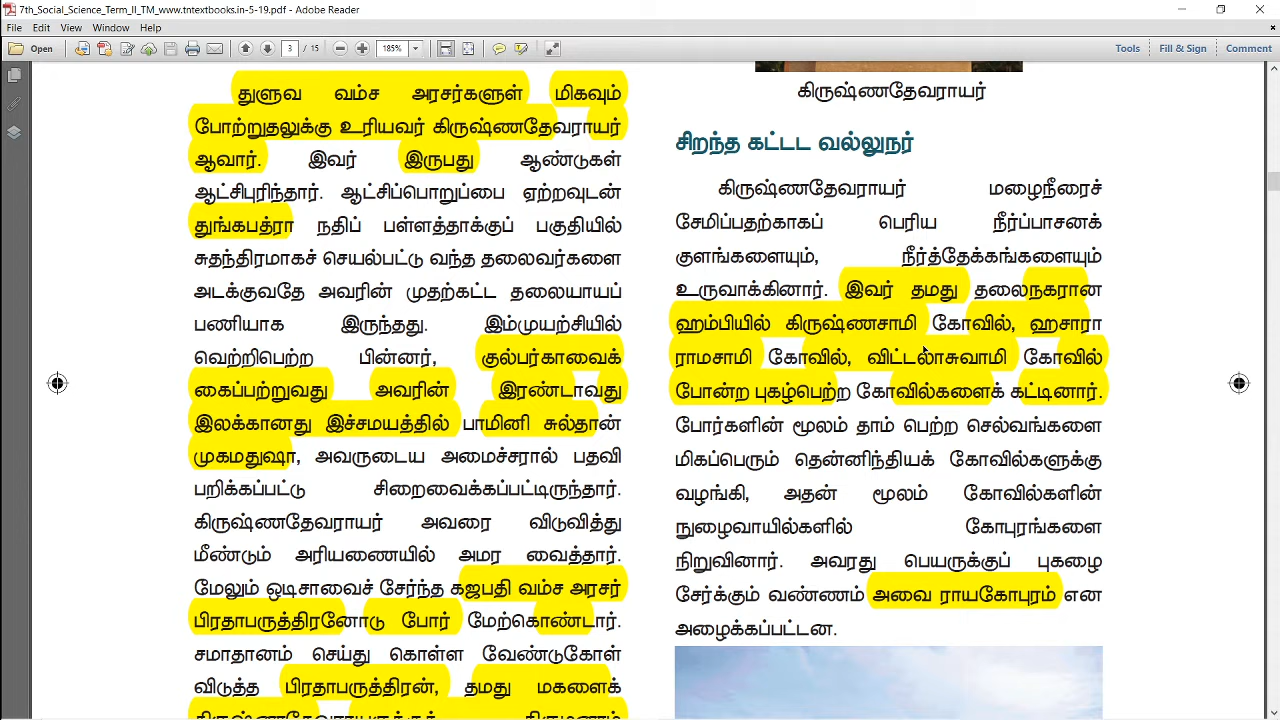 7th_Social_Science_Term_II_TM_www.tntextbooks.in-5-19.pdf - Adobe Reader
File Edit View Window Help
Open 3 / 15 185% Tools Fill & Sign Comment
துளுவ வம்ச அரசர்களுள் மிகவும்
போற்றுதலுக்கு உரியவர் கிருஷ்ணதேவராயர்
ஆவார். இவர் இருபது ஆண்டுகள்
ஆட்சிபுரிந்தார். ஆட்சிப்பொறுப்பை ஏற்றவுடன்
துங்கபத்ரா நதிப் பள்ளத்தாக்குப் பகுதியில்
சுதந்திரமாகச் செயல்பட்டு வந்த தலைவர்களை
அடக்குவதே அவரின் முதற்கட்ட தலையாயப்
பணியாக இருந்தது. இம்முயற்சியில்
வெற்றிபெற்ற பின்னர், குல்பர்காவைக்
கைப்பற்றுவது அவரின் இரண்டாவது
இலக்கானது இச்சமயத்தில் பாமினி சுல்தான்
முகமதுஷா, அவருடைய அமைச்சரால் பதவி
பறிக்கப்பட்டு சிறைவைக்கப்பட்டிருந்தார்.
கிருஷ்ணதேவராயர் அவரை விடுவித்து
மீண்டும் அரியணையில் அமர வைத்தார்.
மேலும் ஒடிசாவைச் சேர்ந்த கஜபதி வம்ச அரசர்
பிரதாபருத்திரனோடு போர் மேற்கொண்டார்.
சமாதானம் செய்து கொள்ள வேண்டுகோள்
விடுத்த பிரதாபருத்திரன், தமது மகளைக்
கிருஷ்ணதேவராயருக்குத் திருமணம்
கிருஷ்ணதேவராயர்
சிறந்த கட்டட வல்லுநர்
கிருஷ்ணதேவராயர் மழைநீரைச்
சேமிப்பதற்காகப் பெரிய நீர்ப்பாசனக்
குளங்களையும், நீர்த்தேக்கங்களையும்
உருவாக்கினார். இவர் தமது தலைநகரான
ஹம்பியில் கிருஷ்ணசாமி கோவில், ஹசாரா
ராமசாமி கோவில், விட்டலாசுவாமி கோவில்
போன்ற புகழ்பெற்ற கோவில்களைக் கட்டினார்.
போர்களின் மூலம் தாம் பெற்ற செல்வங்களை
மிகப்பெரும் தென்னிந்தியக் கோவில்களுக்கு
வழங்கி, அதன் மூலம் கோவில்களின்
நுழைவாயில்களில் கோபுரங்களை
நிறுவினார். அவரது பெயருக்குப் புகழை
சேர்க்கும் வண்ணம் அவை ராயகோபுரம் என
அழைக்கப்பட்டன.